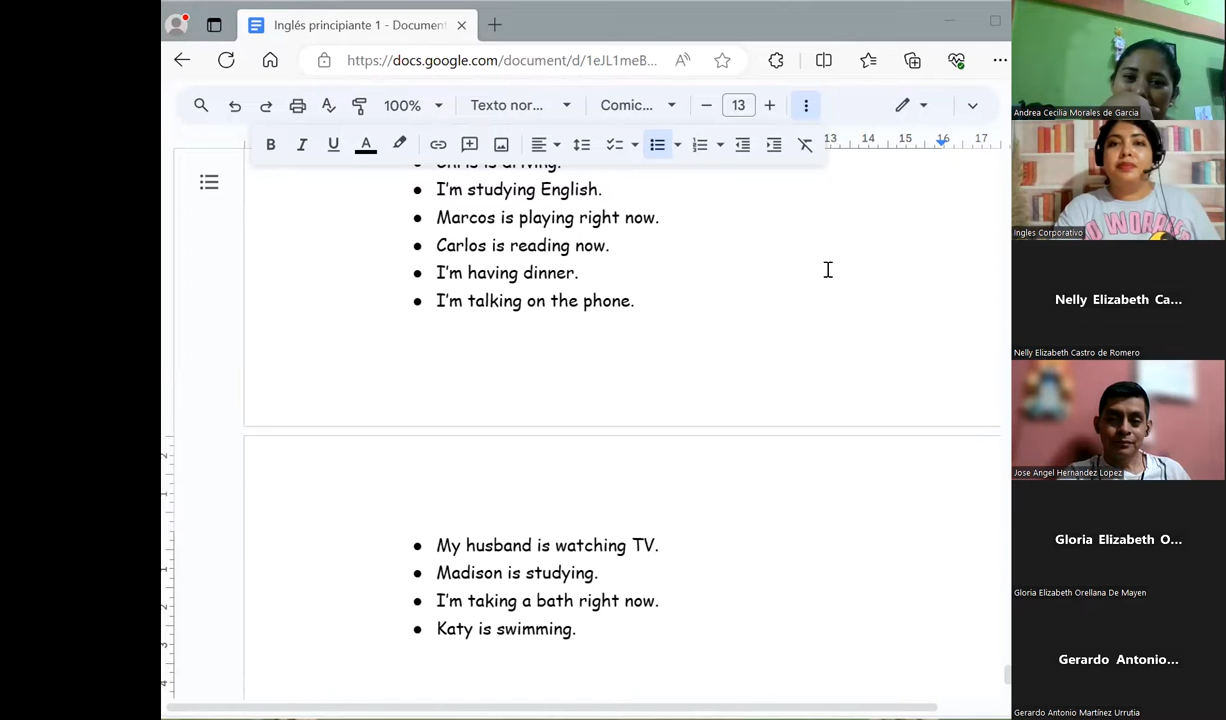 Inglés principiante 1 - Document
https://docs.google.com/document/d/1eJL1meB...
100%
Texto nor...
Comic...
13
13 14 15 16 17
I'm studying English.
Marcos is playing right now.
Carlos is reading now.
I'm having dinner.
I'm talking on the phone.
My husband is watching TV.
Madison is studying.
I'm taking a bath right now.
Katy is swimming.
Andrea Cecilia Morales de Garcia
Ingles Corporativo
Nelly Elizabeth Ca...
Nelly Elizabeth Castro de Romero
Jose Angel Hernandez Lopez
Gloria Elizabeth O...
Gloria Elizabeth Orellana De Mayen
Gerardo Antonio...
Gerardo Antonio Martínez Urrutia